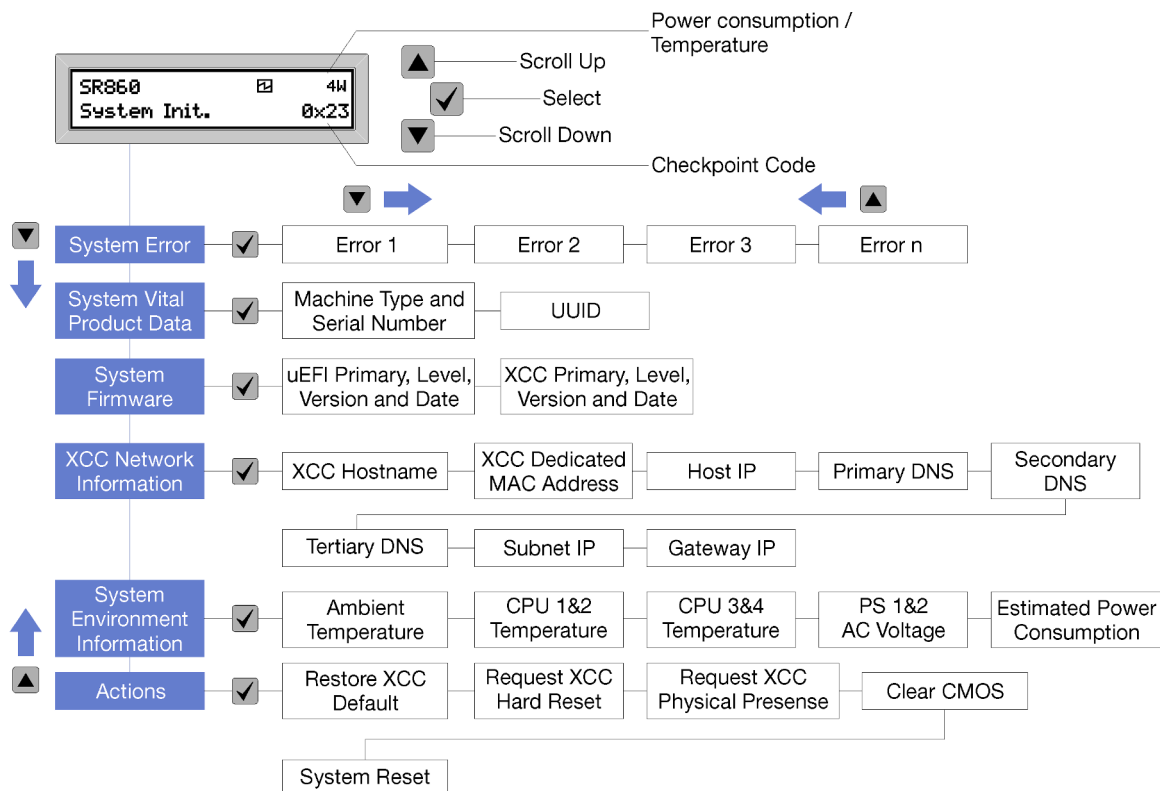 Power consumption /
Temperature
SR860 4W
System Init. 0x23
Scroll Up
Select
Scroll Down
Checkpoint Code
System Error
Error 1
Error 2
Error 3
Error n
System Vital
Product Data
Machine Type and
Serial Number
UUID
System
Firmware
uEFI Primary, Level,
Version and Date
XCC Primary, Level,
Version and Date
XCC Network
Information
XCC Hostname
XCC Dedicated
MAC Address
Host IP
Primary DNS
Secondary
DNS
Tertiary DNS
Subnet IP
Gateway IP
System
Environment
Information
Ambient
Temperature
CPU 1&2
Temperature
CPU 3&4
Temperature
PS 1&2
AC Voltage
Estimated Power
Consumption
Actions
Restore XCC
Default
Request XCC
Hard Reset
Request XCC
Physical Presense
Clear CMOS
System Reset